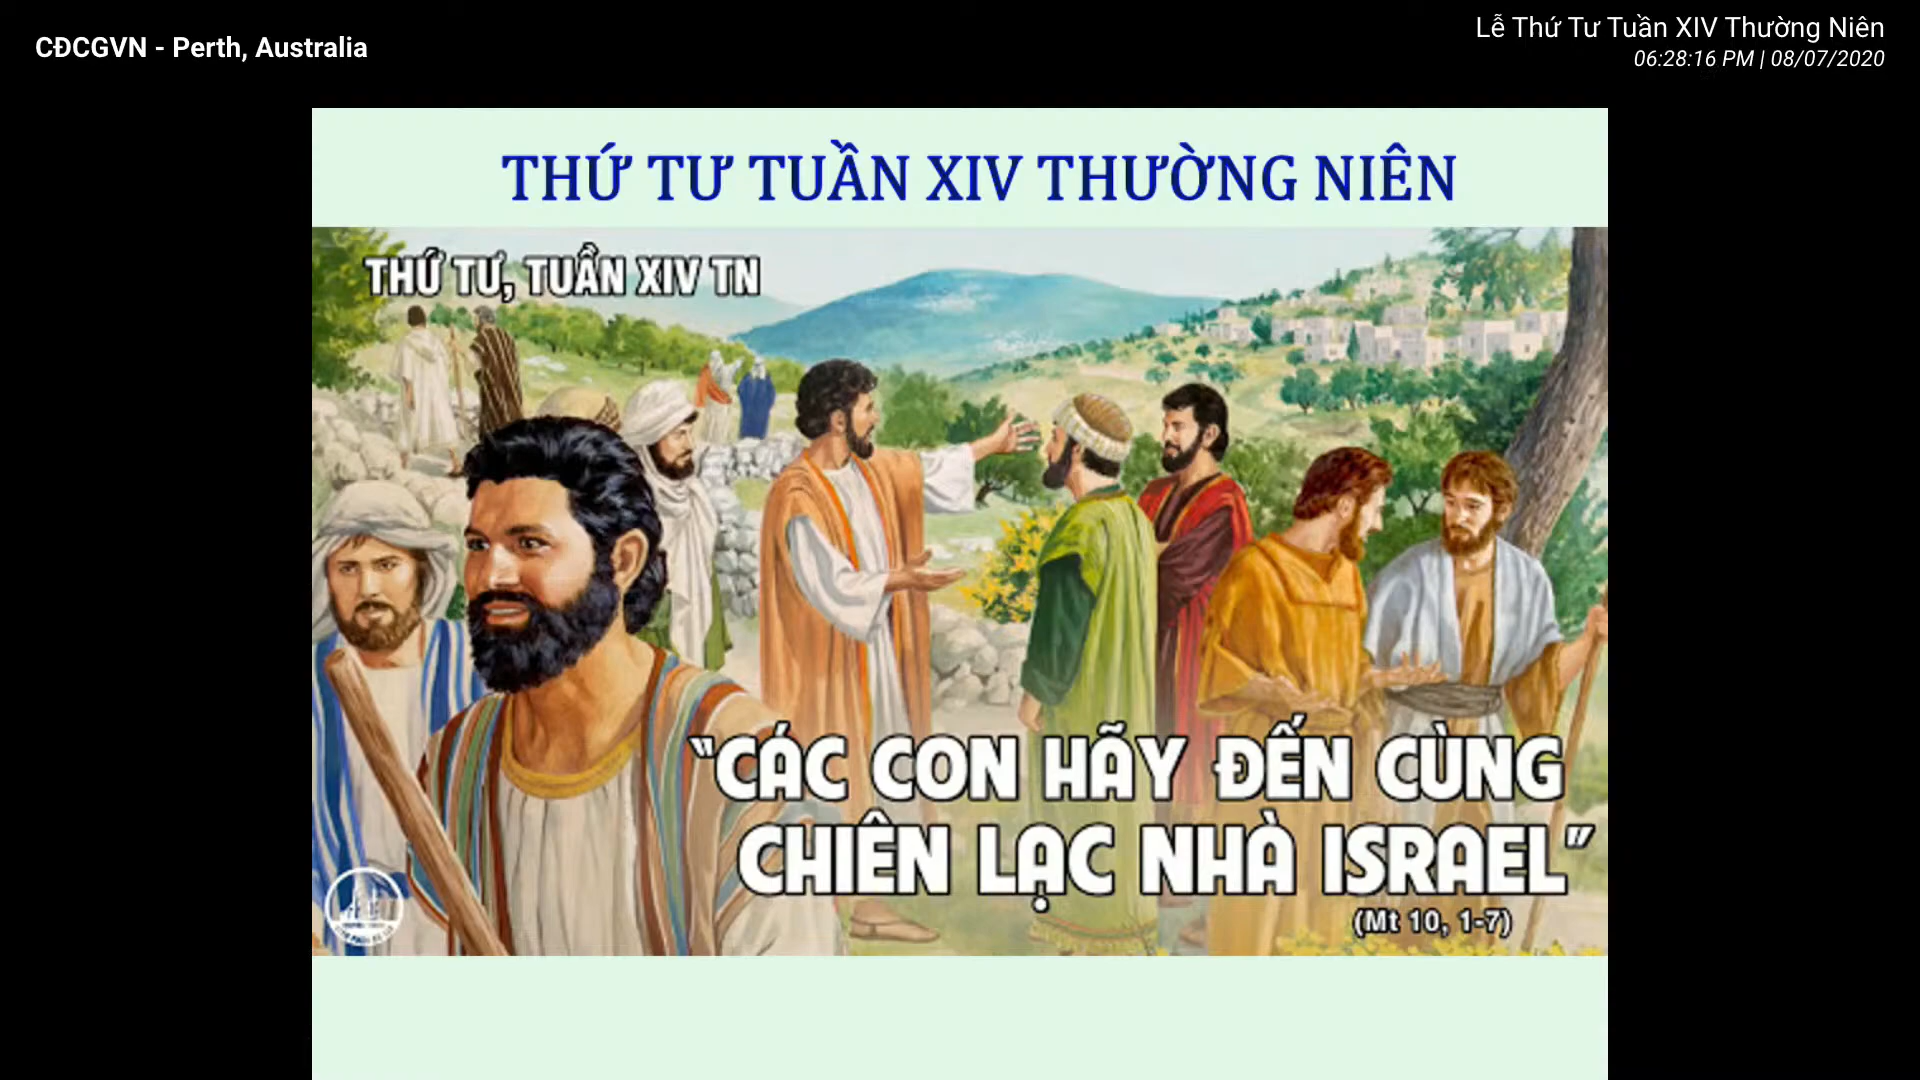 CĐCGVN - Perth, Australia
Lễ Thứ Tư Tuần XIV Thường Niên
06:28:16 PM | 08/07/2020
THỨ TƯ TUẦN XIV THƯỜNG NIÊN
THỨ TƯ, TUẦN XIV TN
"CÁC CON HÃY ĐẾN CÙNG
CHIÊN LẠC NHÀ ISRAEL"
(Mt 10, 1-7)